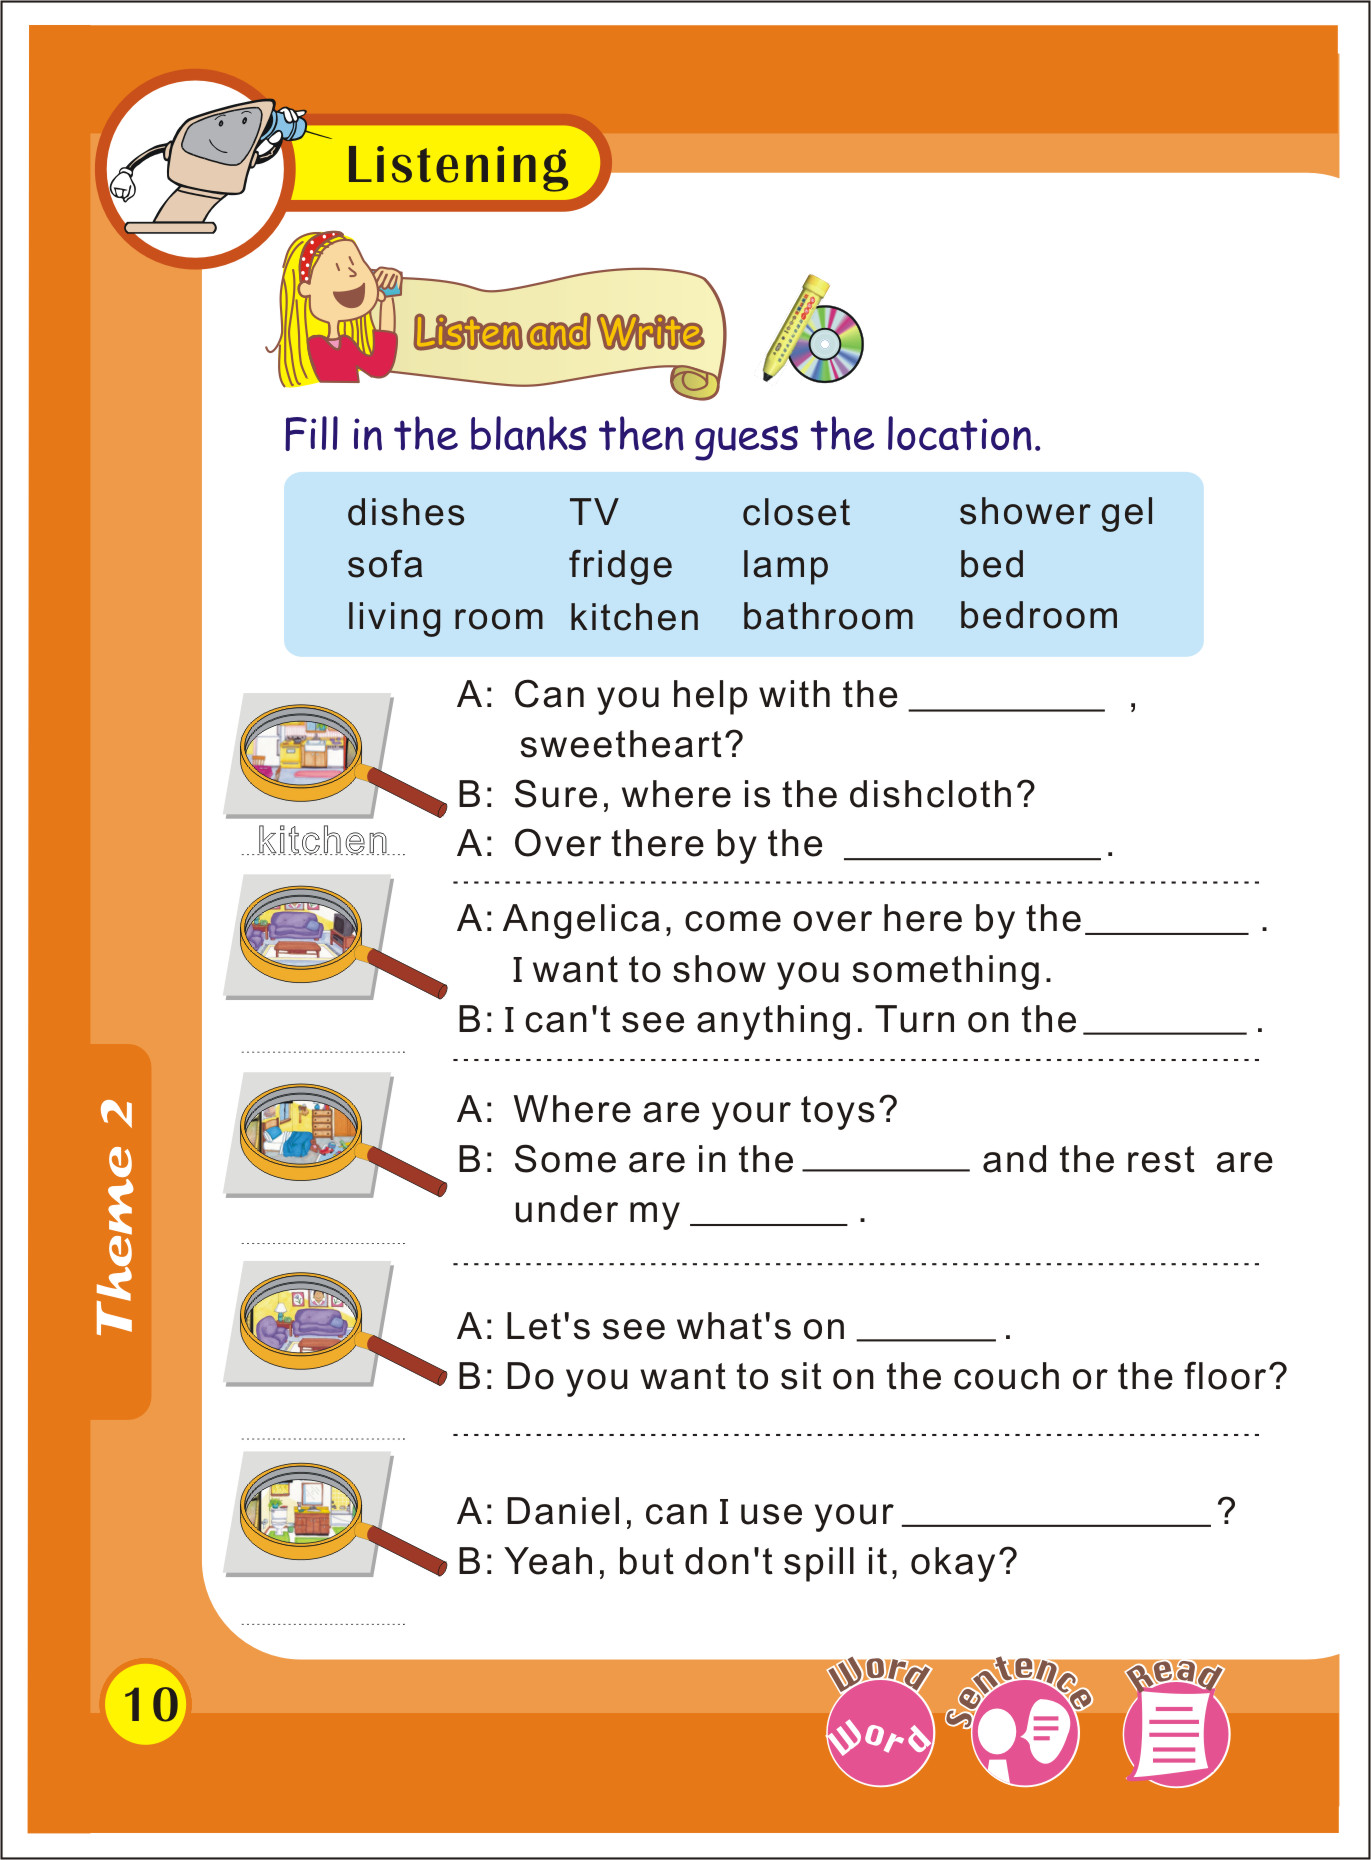 Listening
Listen and Write
Fill in the blanks then guess the location.
dishes TV closet shower gel
sofa fridge lamp bed
living room kitchen bathroom bedroom
A: Can you help with the __________ ,
sweetheart?
B: Sure, where is the dishcloth?
kitchen
A: Over there by the _____________.
A: Angelica, come over here by the________ .
I want to show you something.
B: I can't see anything. Turn on the________ .
A: Where are your toys?
B: Some are in the ________ and the rest are
under my ________ .
A: Let's see what's on _______ .
B: Do you want to sit on the couch or the floor?
A: Daniel, can I use your ________________ ?
B: Yeah, but don't spill it, okay?
Theme 2
10
Word
Word
Sentence
Read